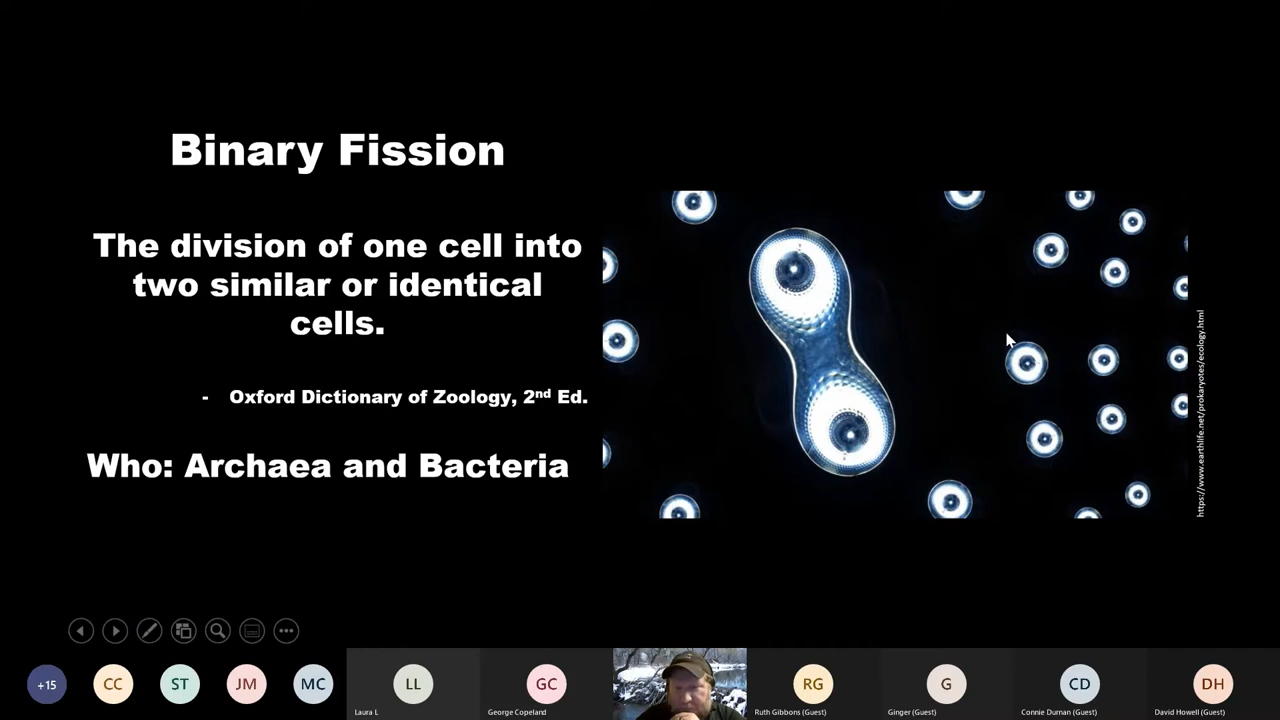 Binary Fission
The division of one cell into
two similar or identical
cells.
- Oxford Dictionary of Zoology, 2nd Ed.
Who: Archaea and Bacteria
https://www.earthlife.net/prokaryotes/ecology.html
+15
CC
ST
JM
MC
LL
GC
RG
G
CD
DH
Laura L
George Copeland
Ruth Gibbons (Guest)
Ginger (Guest)
Connie Durnan (Guest)
David Howell (Guest)